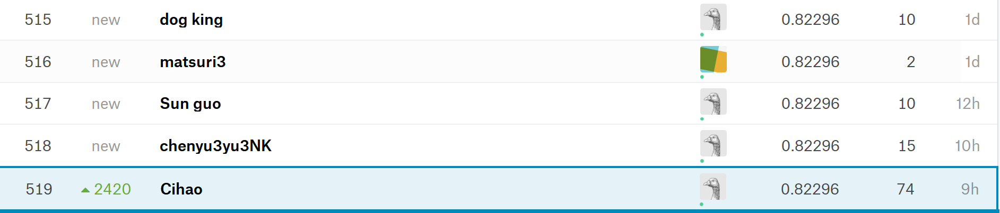 515 new dog king 0.82296 10 1d
516 new matsuri3 0.82296 2 1d
517 new Sun guo 0.82296 10 12h
518 new chenyu3yu3NK 0.82296 15 10h
519 2420 Cihao 0.82296 74 9h